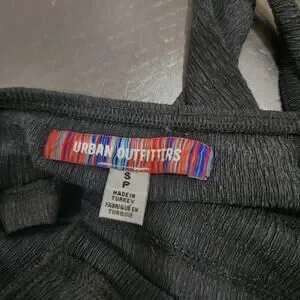 URBAN OUTFITTERS
S
P
MADE IN
TURKEY
FABRIQUÉ EN
TURQUIE